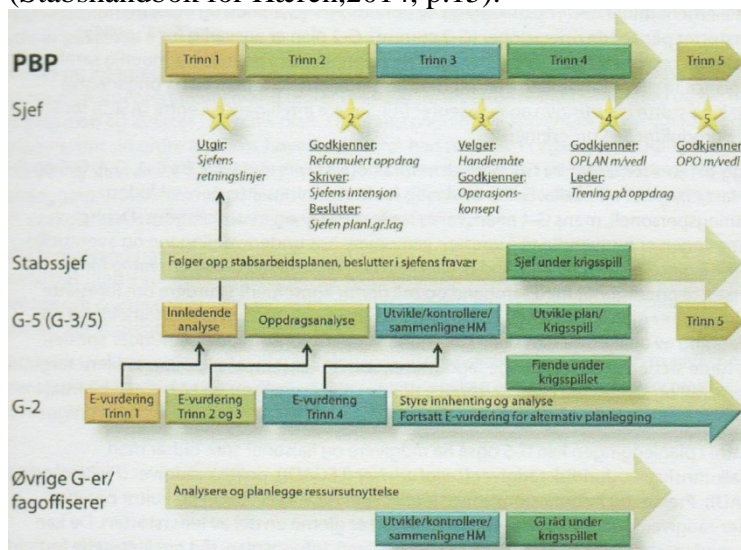 (Stabshåndbok for Hæren,2014, p.15).
PBP
Trinn 1
Trinn 2
Trinn 3
Trinn 4
Trinn 5
Sjef
1
2
3
4
5
Utgir:
Sjefens
retningslinjer
Godkjenner:
Reformulert oppdrag
Skriver:
Sjefens intensjon
Beslutter:
Sjefen planl.gr.lag
Velger:
Handlemåte
Godkjenner:
Operasjons-
konsept
Godkjenner:
OPLAN m/vedl
Leder:
Trening på oppdrag
Godkjenner:
OPO m/vedl
Stabssjef
Følger opp stabsarbeidsplanen, beslutter i sjefens fravær
Sjef under krigsspill
G-5 (G-3/5)
Innledende
analyse
Oppdragsanalyse
Utvikle/kontrollere/
sammenligne HM
Utvikle plan/
Krigsspill
Trinn 5
Fiende under
krigsspillet
G-2
E-vurdering
Trinn 1
E-vurdering
Trinn 2 og 3
E-vurdering
Trinn 4
Styre innhenting og analyse
Fortsatt E-vurdering for alternativ planlegging
Øvrige G-er/
fagoffiserer
Analysere og planlegge ressursutnyttelse
Utvikle/kontrollere/
sammenligne HM
Gi råd under
krigsspillet